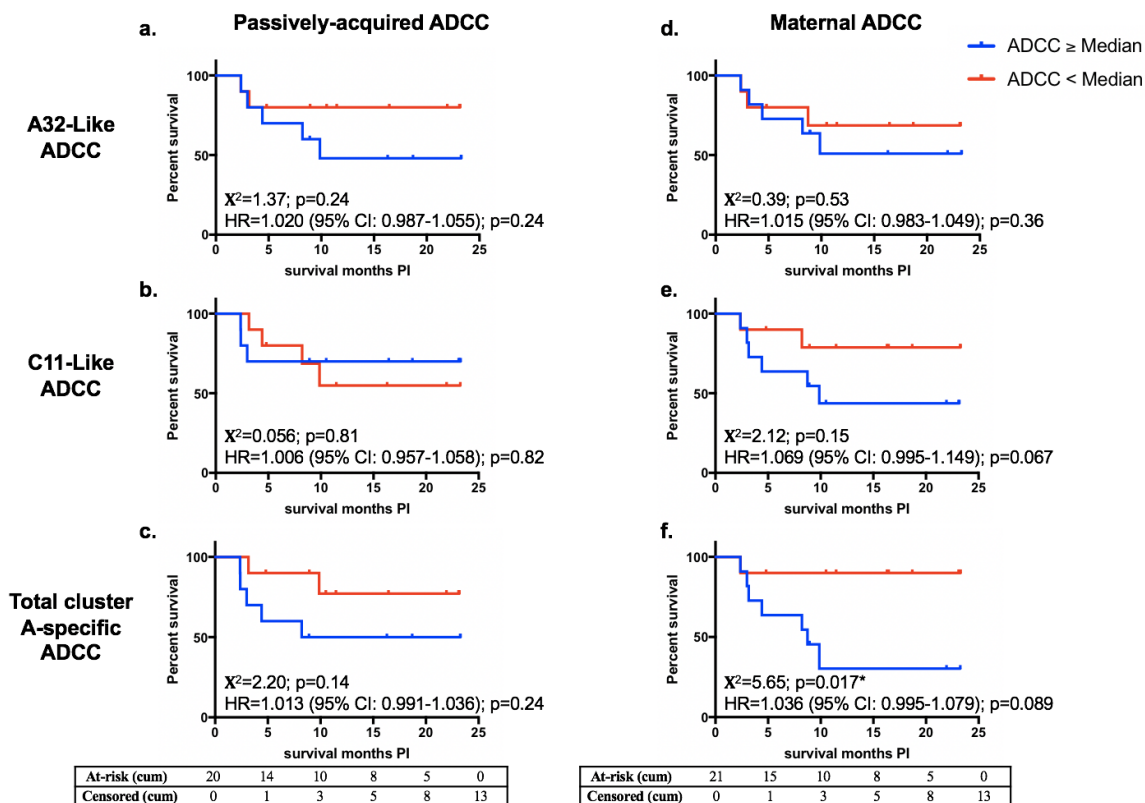 a.
Passively-acquired ADCC
d.
Maternal ADCC
ADCC ≥ Median
ADCC < Median
A32-Like
ADCC
Percent survival
100
50
0
X²=1.37; p=0.24
HR=1.020 (95% CI: 0.987-1.055); p=0.24
0 5 10 15 20 25
survival months PI
Percent survival
100
50
0
X²=0.39; p=0.53
HR=1.015 (95% CI: 0.983-1.049); p=0.36
0 5 10 15 20 25
survival months PI
b.
e.
C11-Like
ADCC
Percent survival
100
50
0
X²=0.056; p=0.81
HR=1.006 (95% CI: 0.957-1.058); p=0.82
0 5 10 15 20 25
survival months PI
Percent survival
100
50
0
X²=2.12; p=0.15
HR=1.069 (95% CI: 0.995-1.149); p=0.067
0 5 10 15 20 25
survival months PI
c.
f.
Total cluster
A-specific
ADCC
Percent survival
100
50
0
X²=2.20; p=0.14
HR=1.013 (95% CI: 0.991-1.036); p=0.24
0 5 10 15 20 25
survival months PI
Percent survival
100
50
0
X²=5.65; p=0.017*
HR=1.036 (95% CI: 0.995-1.079); p=0.089
0 5 10 15 20 25
survival months PI
At-risk (cum) 20 14 10 8 5 0
Censored (cum) 0 1 3 5 8 13
At-risk (cum) 21 15 10 8 5 0
Censored (cum) 0 1 3 5 8 13